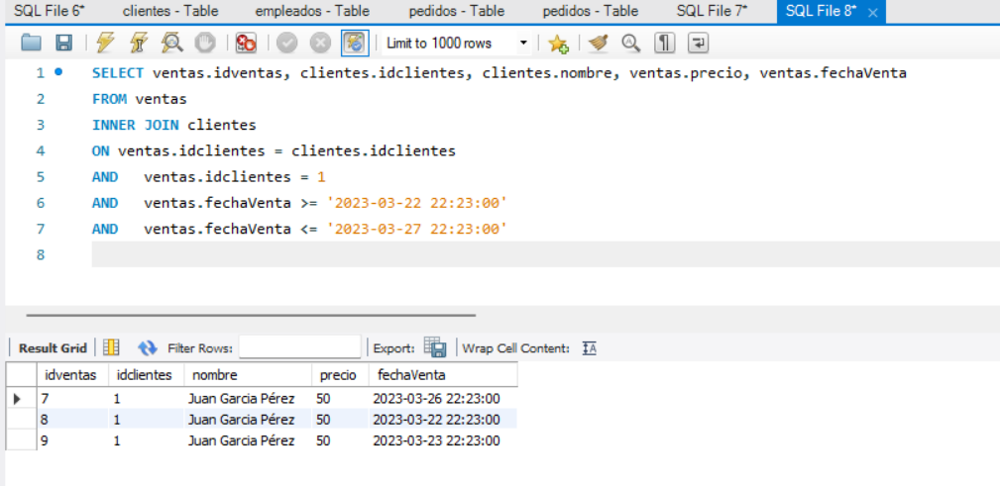 SQL File 6* clientes - Table empleados - Table pedidos - Table pedidos - Table SQL File 7* SQL File 8* ×
Limit to 1000 rows
1 SELECT ventas.idventas, clientes.idclientes, clientes.nombre, ventas.precio, ventas.fechaVenta
2 FROM ventas
3 INNER JOIN clientes
4 ON ventas.idclientes = clientes.idclientes
5 AND ventas.idclientes = 1
6 AND ventas.fechaVenta >= '2023-03-22 22:23:00'
7 AND ventas.fechaVenta <= '2023-03-27 22:23:00'
8
Result Grid Filter Rows: Export: Wrap Cell Content:
idventas idclientes nombre precio fechaVenta
7 1 Juan Garcia Pérez 50 2023-03-26 22:23:00
8 1 Juan Garcia Pérez 50 2023-03-22 22:23:00
9 1 Juan Garcia Pérez 50 2023-03-23 22:23:00